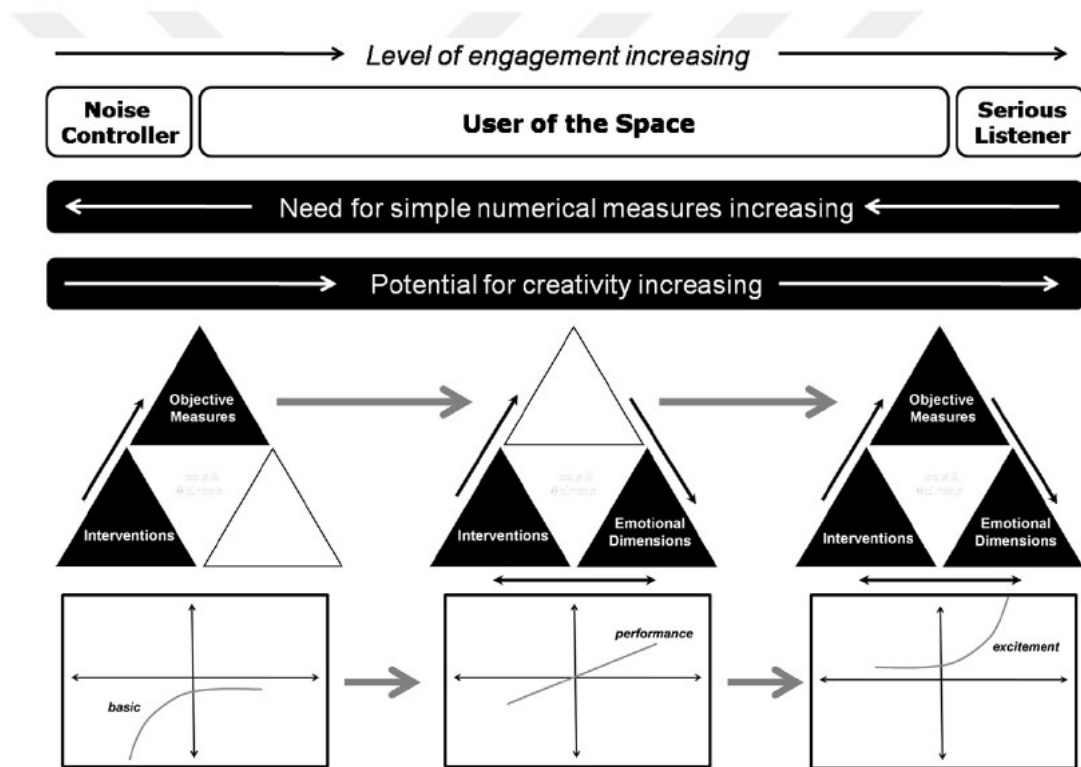 Level of engagement increasing
Noise
Controller
User of the Space
Serious
Listener
Need for simple numerical measures increasing
Potential for creativity increasing
Objective
Measures
Interventions
Interventions
Emotional
Dimensions
Objective
Measures
Interventions
Emotional
Dimensions
basic
performance
excitement